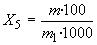 X₅ = m·100 / m₁·1000